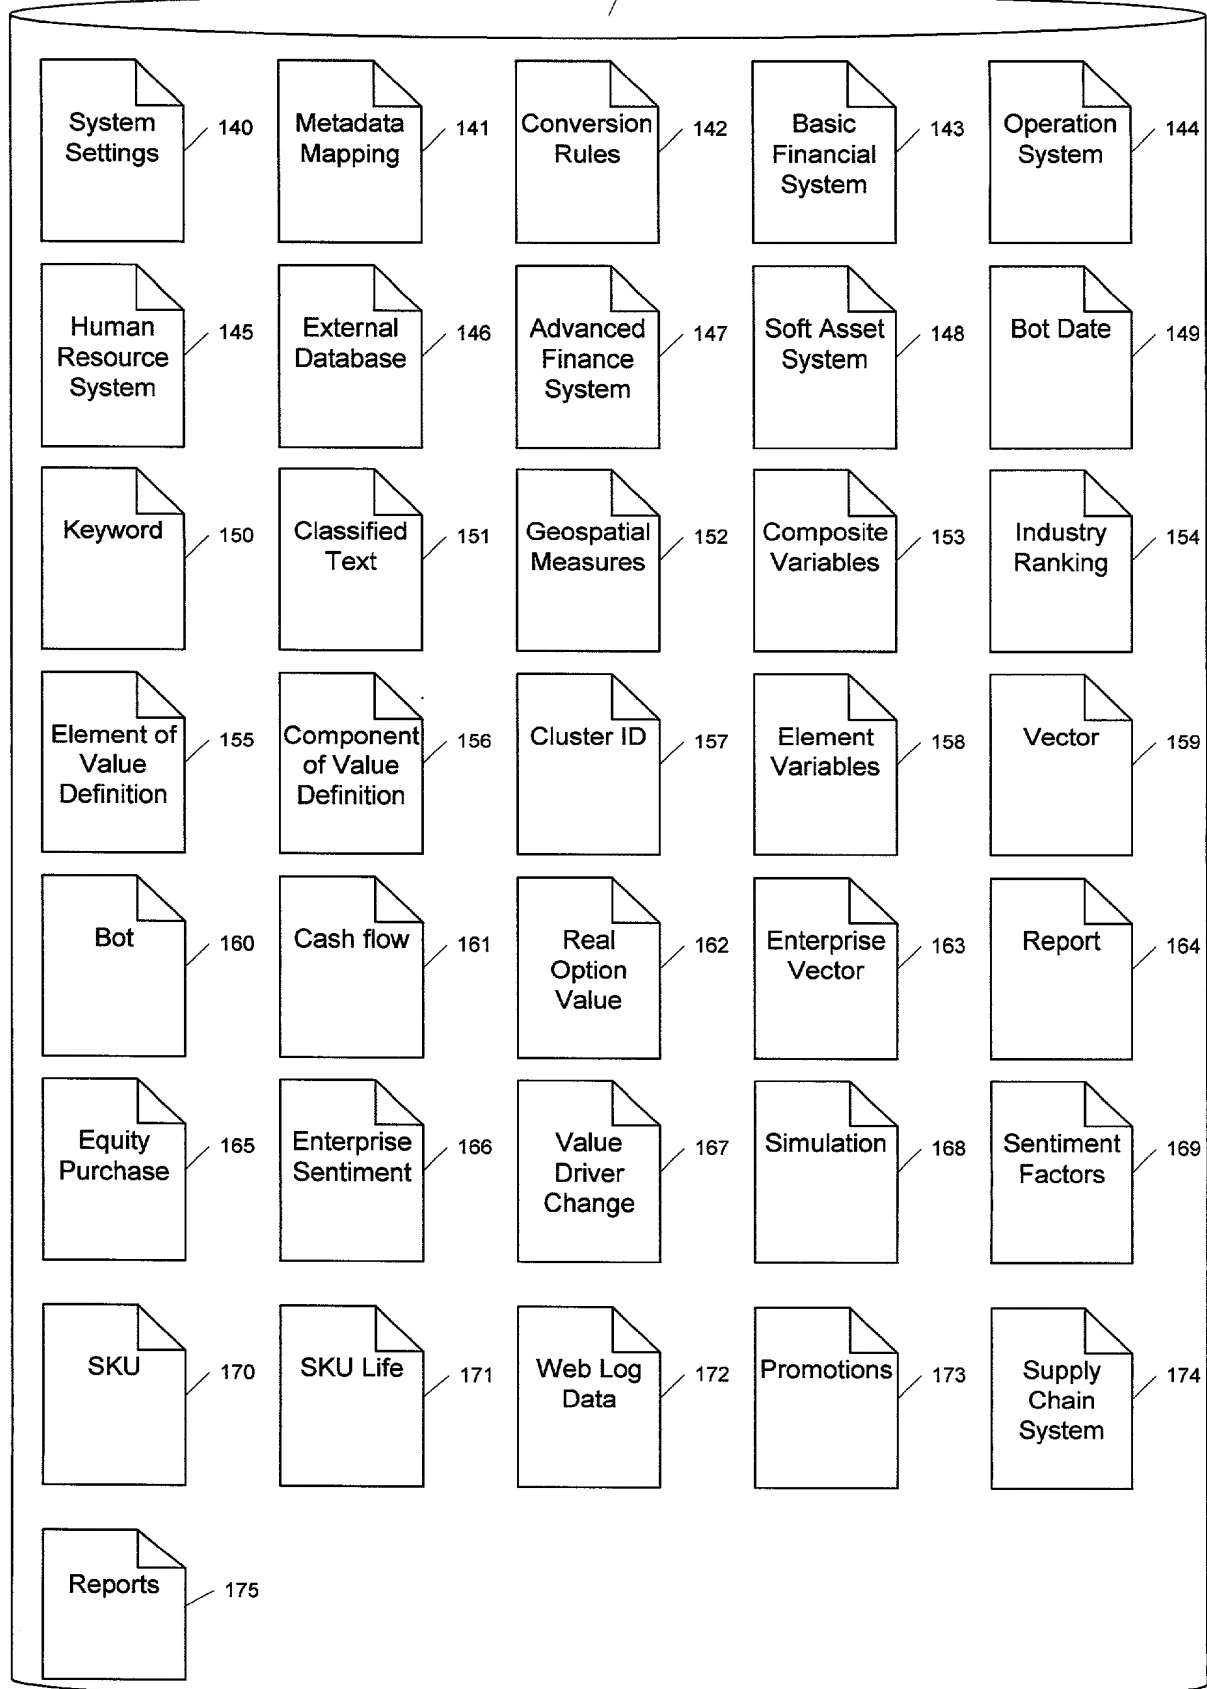 System
Settings
140
Metadata
Mapping
141
Conversion
Rules
142
Basic
Financial
System
143
Operation
System
144
Human
Resource
System
145
External
Database
146
Advanced
Finance
System
147
Soft Asset
System
148
Bot Date
149
Keyword
150
Classified
Text
151
Geospatial
Measures
152
Composite
Variables
153
Industry
Ranking
154
Element of
Value
Definition
155
Component
of Value
Definition
156
Cluster ID
157
Element
Variables
158
Vector
159
Bot
160
Cash flow
161
Real
Option
Value
162
Enterprise
Vector
163
Report
164
Equity
Purchase
165
Enterprise
Sentiment
166
Value
Driver
Change
167
Simulation
168
Sentiment
Factors
169
SKU
170
SKU Life
171
Web Log
Data
172
Promotions
173
Supply
Chain
System
174
Reports
175